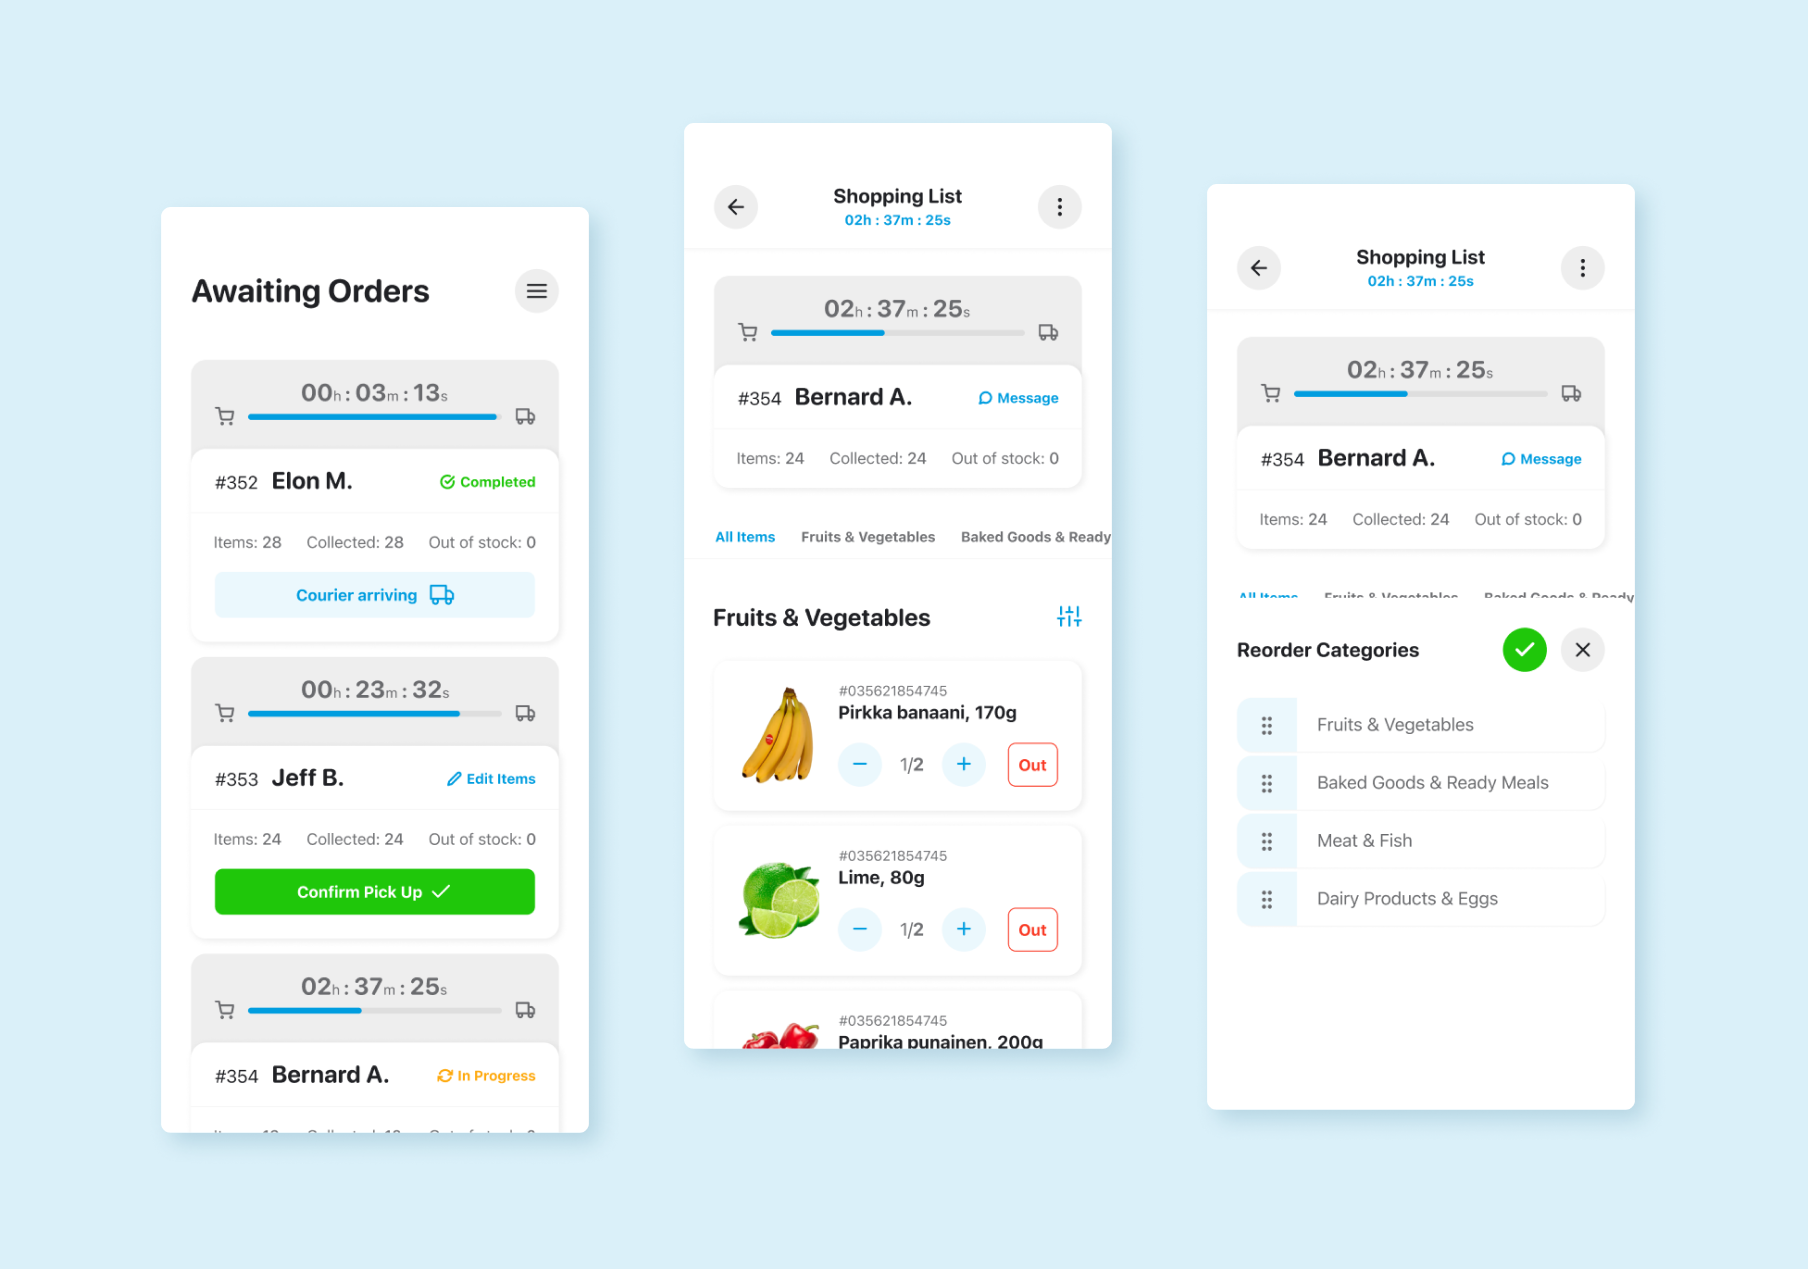 Awaiting Orders
00h : 03m : 13s
#352 Elon M. Completed
Items: 28 Collected: 28 Out of stock: 0
Courier arriving
00h : 23m : 32s
#353 Jeff B. Edit Items
Items: 24 Collected: 24 Out of stock: 0
Confirm Pick Up
02h : 37m : 25s
#354 Bernard A. In Progress
Shopping List
02h : 37m : 25s
02h : 37m : 25s
#354 Bernard A. Message
Items: 24 Collected: 24 Out of stock: 0
All Items Fruits & Vegetables Baked Goods & Ready
Fruits & Vegetables
#035621854745
Pirkka banaani, 170g
1/2 Out
#035621854745
Lime, 80g
1/2 Out
#035621854745
Paprika punainen, 200g
Shopping List
02h : 37m : 25s
02h : 37m : 25s
#354 Bernard A. Message
Items: 24 Collected: 24 Out of stock: 0
All Items Fruits & Vegetables Baked Goods & Ready
Reorder Categories
Fruits & Vegetables
Baked Goods & Ready Meals
Meat & Fish
Dairy Products & Eggs